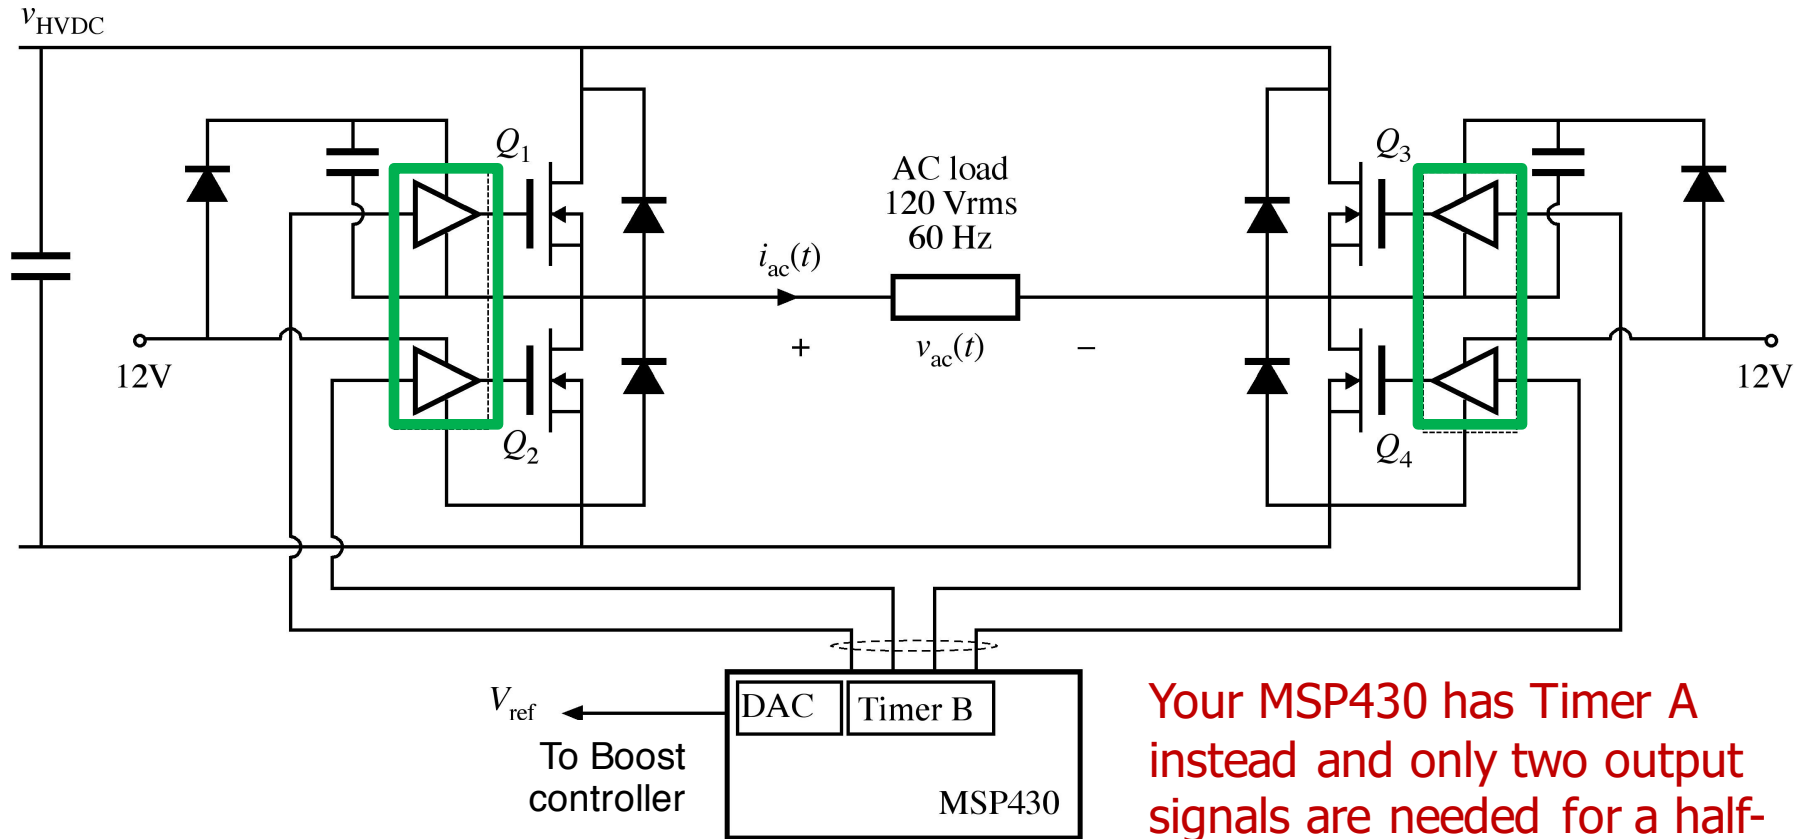 vHVDC
Q1
Q3
AC load
120 Vrms
60 Hz
iac(t)
+ vac(t) –
12V
12V
Q2
Q4
Vref
DAC
Timer B
To Boost
controller
MSP430
Your MSP430 has Timer A
instead and only two output
signals are needed for a half-